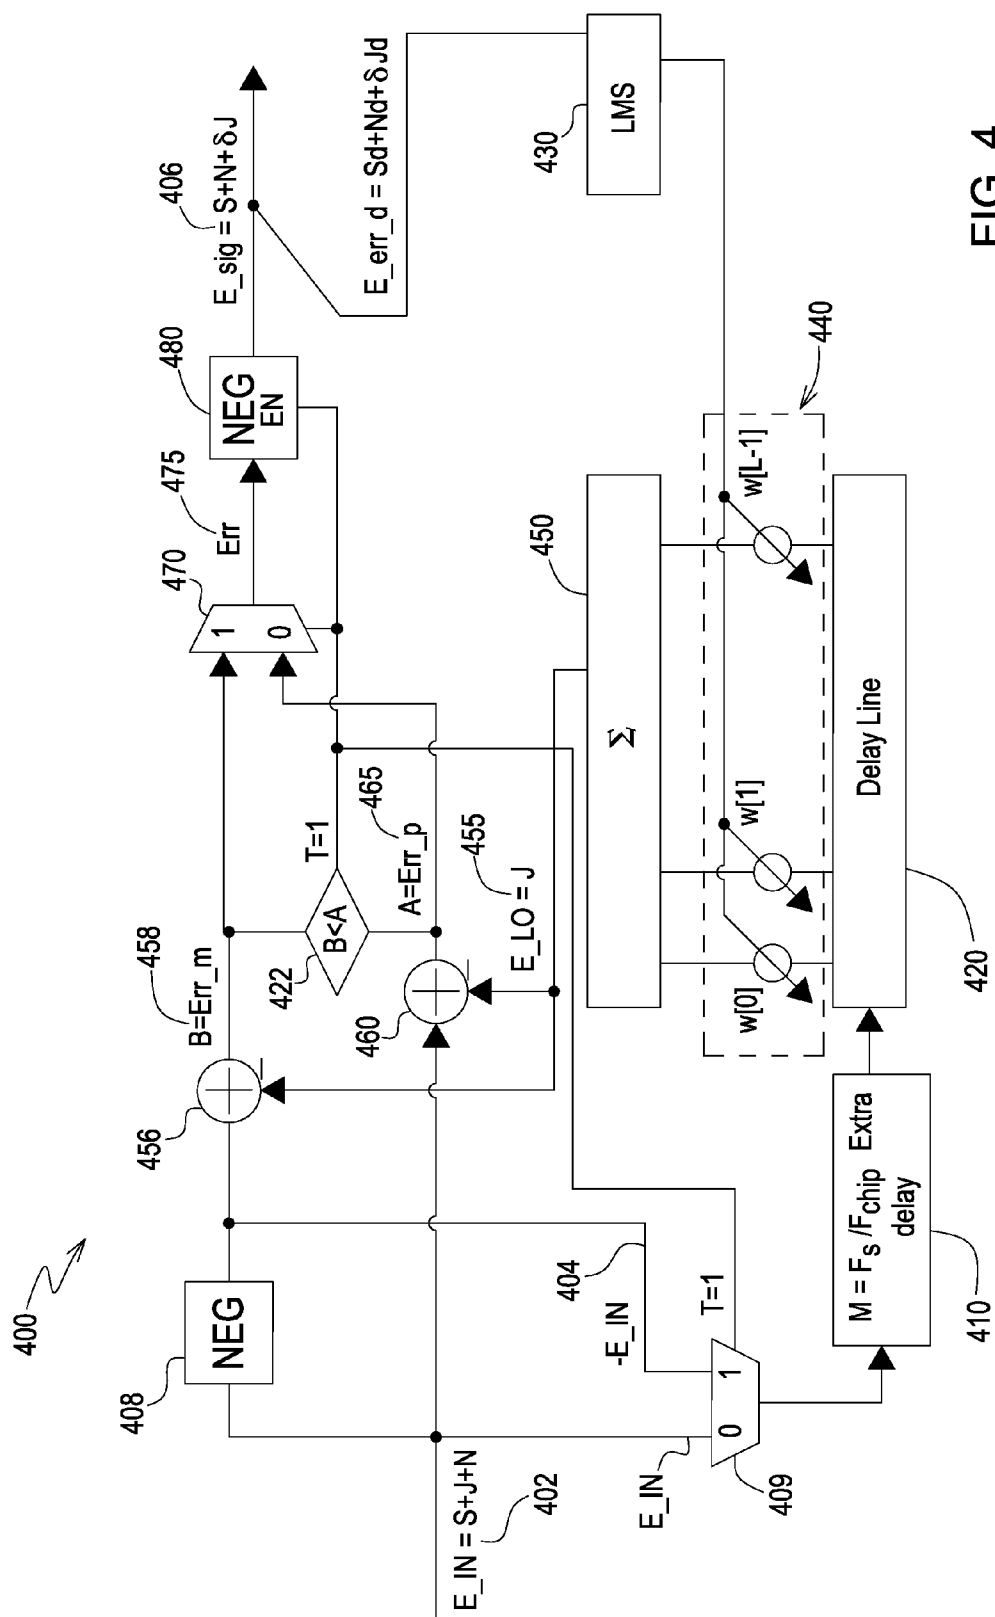 400
408
NEG
456
B=Err_m
458
470
1
0
Err
475
480
NEG
EN
E_sig = S+N+δJ
406
422
B<A
T=1
A=Err_p
465
460
E_LO = J
455
E_err_d = Sd+Nd+δJd
E_IN = S+J+N
402
404
-E_IN
E_IN
0
1
T=1
409
430
LMS
Σ
450
440
w[0]
w[1]
w[L-1]
M = Fs /Fchip Extra
delay
410
Delay Line
420
FIG. 4